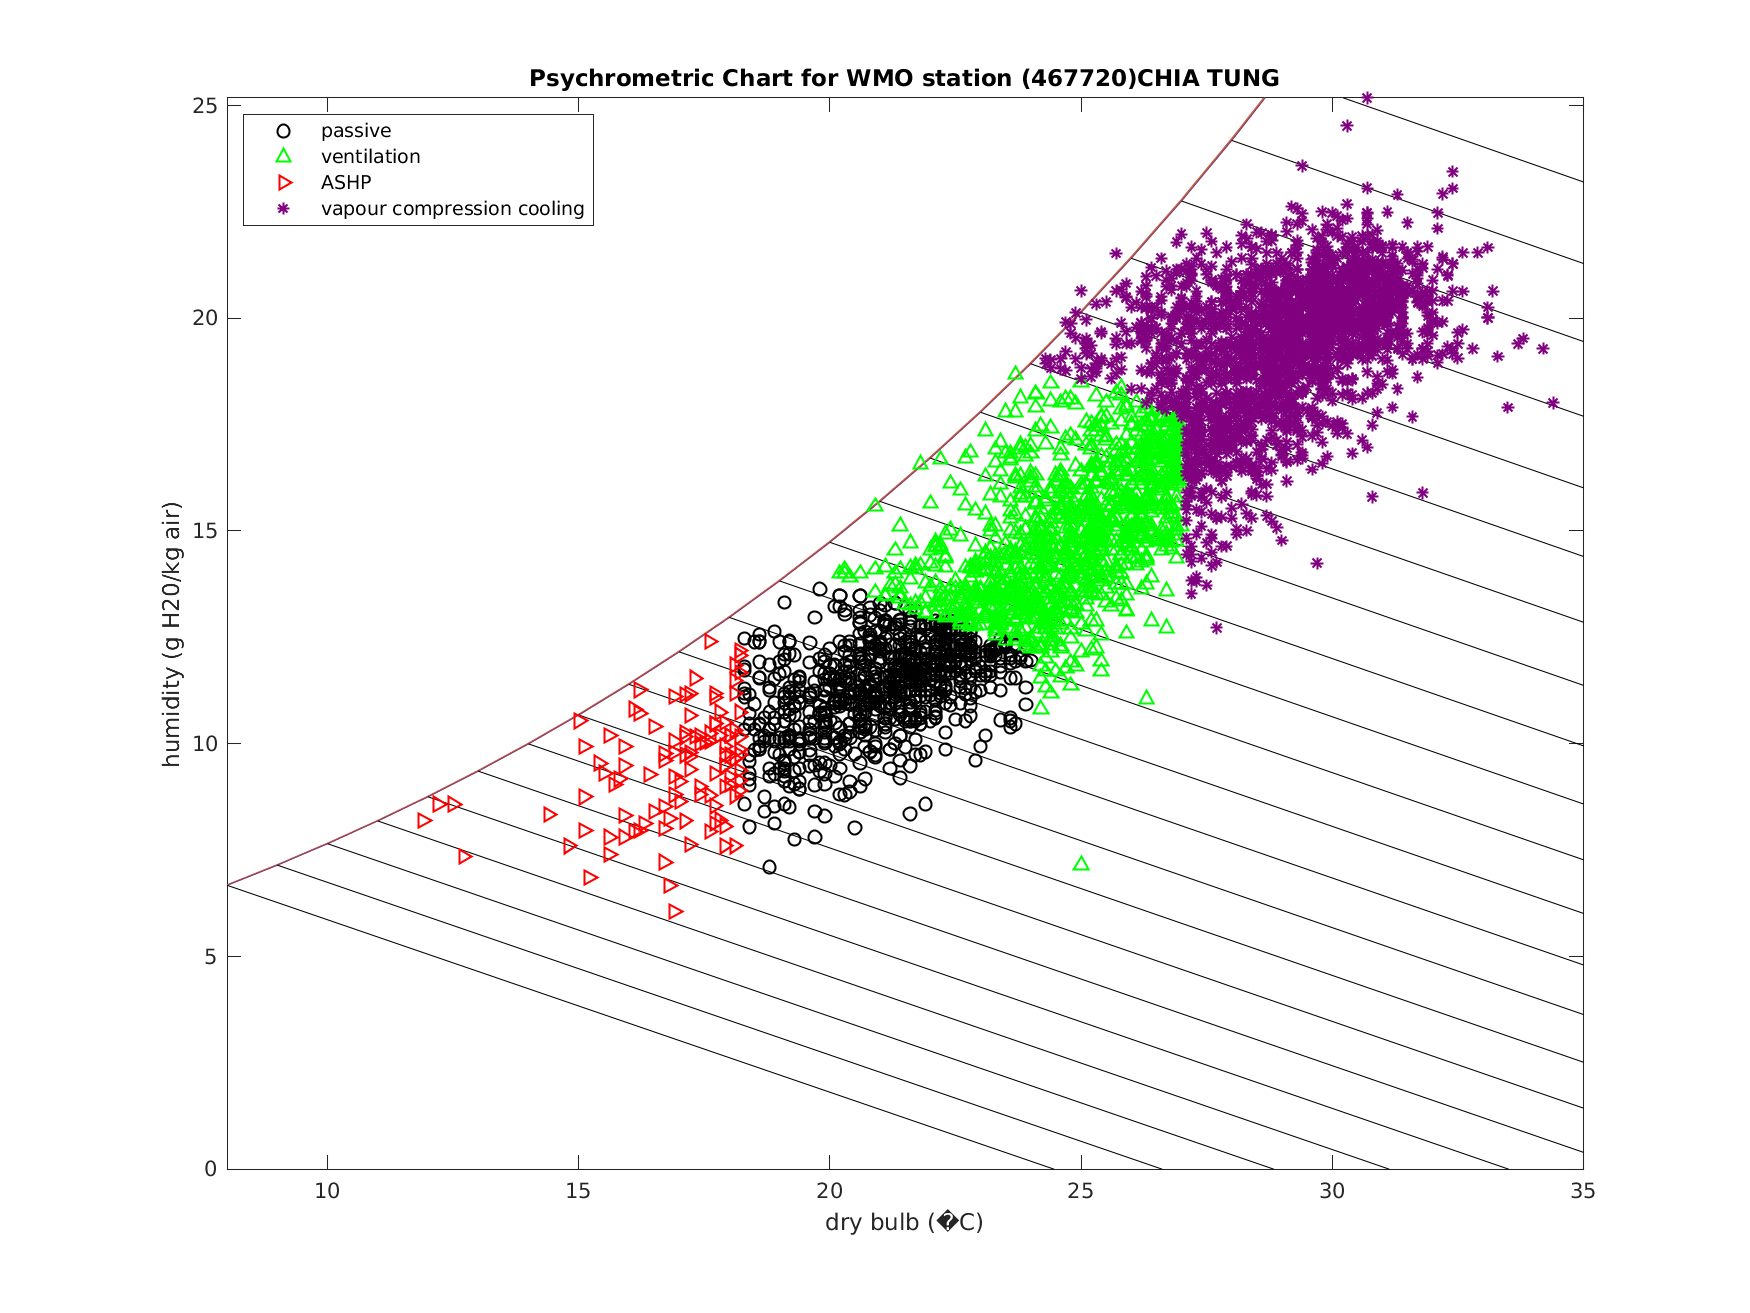 Psychrometric Chart for WMO station (467720)CHIA TUNG
passive
ventilation
ASHP
vapour compression cooling
25
20
15
10
5
0
humidity (g H20/kg air)
10
15
20
25
30
35
dry bulb (�C)